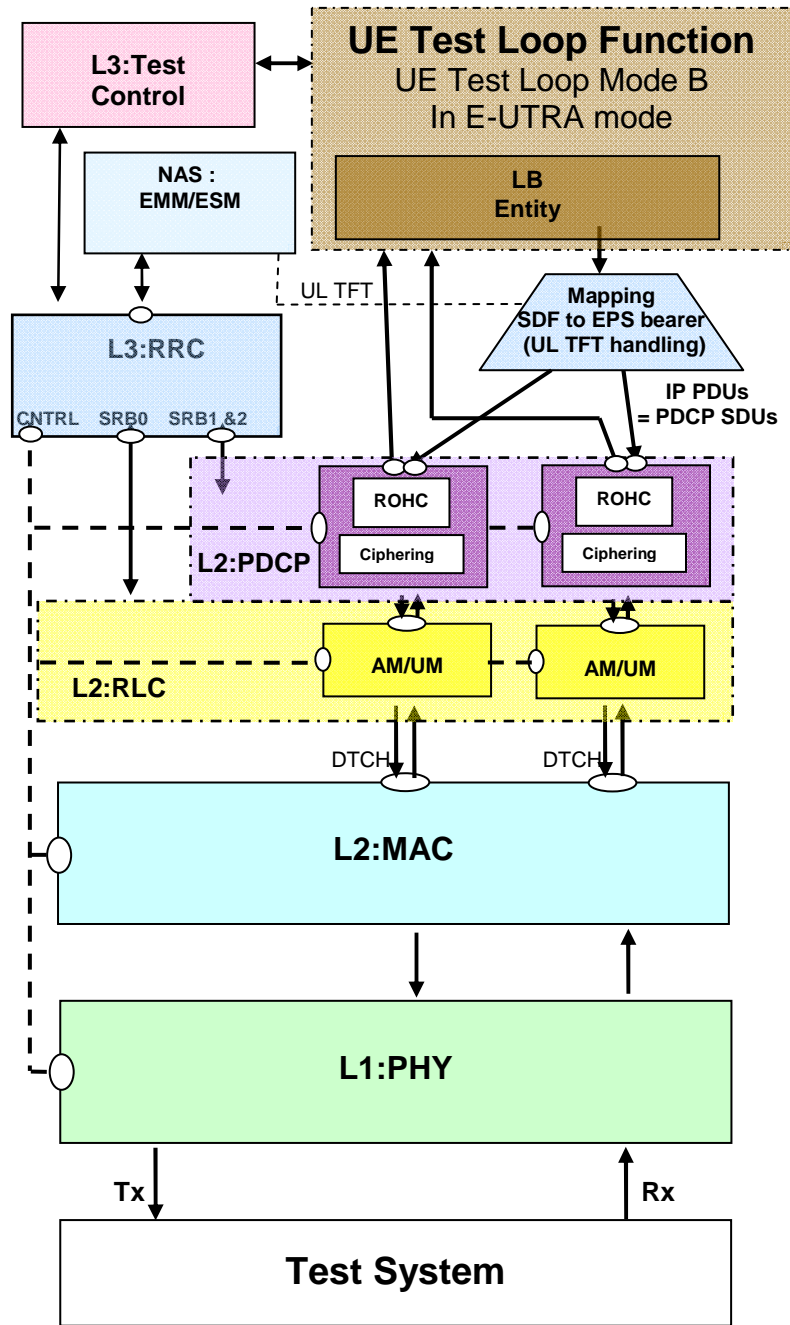 UE Test Loop Function
UE Test Loop Mode B
In E-UTRA mode
L3:Test
Control
LB
Entity
NAS :
EMM/ESM
UL TFT
Mapping
SDF to EPS bearer
(UL TFT handling)
L3:RRC
CNTRL SRB0 SRB1 &2
IP PDUs
= PDCP SDUs
ROHC
Ciphering
ROHC
Ciphering
L2:PDCP
AM/UM
AM/UM
L2:RLC
DTCH
DTCH
L2:MAC
L1:PHY
Tx
Rx
Test System